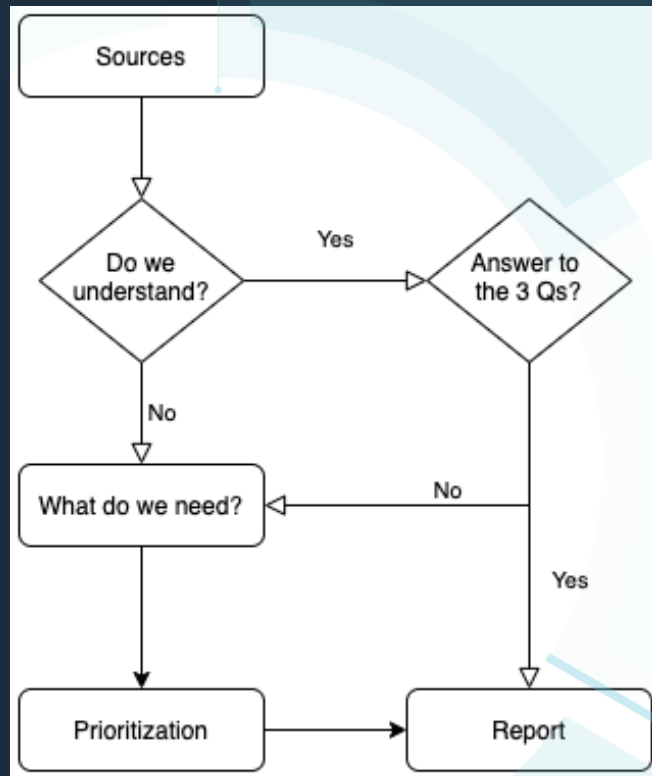 Sources
Yes
Do we
understand?
Answer to
the 3 Qs?
No
What do we need?
No
Yes
Prioritization
Report